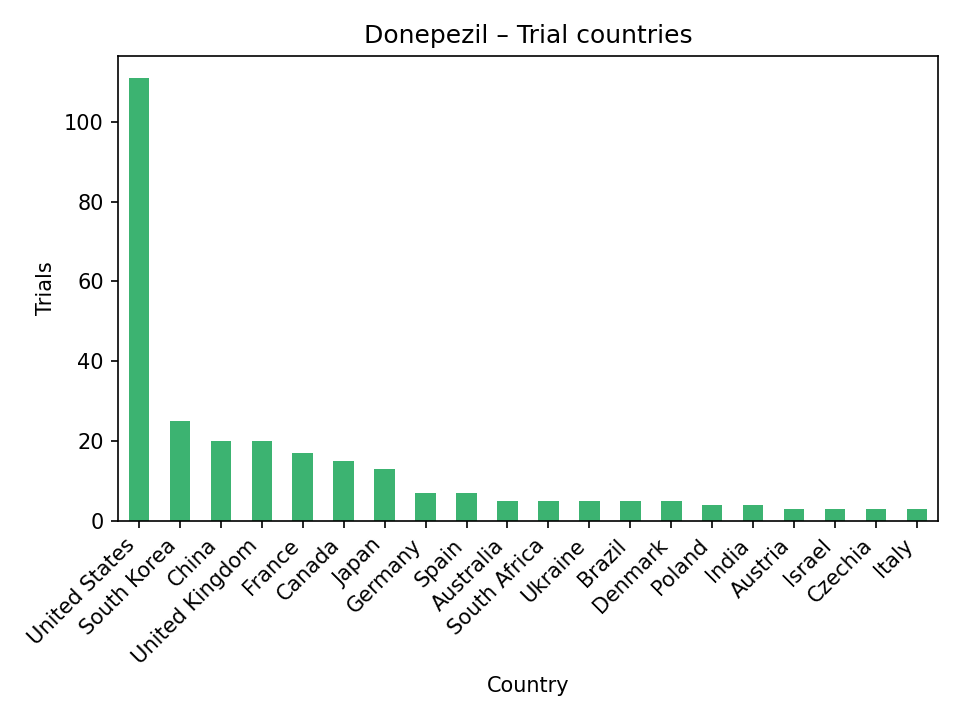 Donepezil – Trial countries
Trials
100
80
60
40
20
0
United States
South Korea
China
United Kingdom
France
Canada
Japan
Germany
Spain
Australia
South Africa
Ukraine
Brazil
Denmark
Poland
India
Austria
Israel
Czechia
Italy
Country